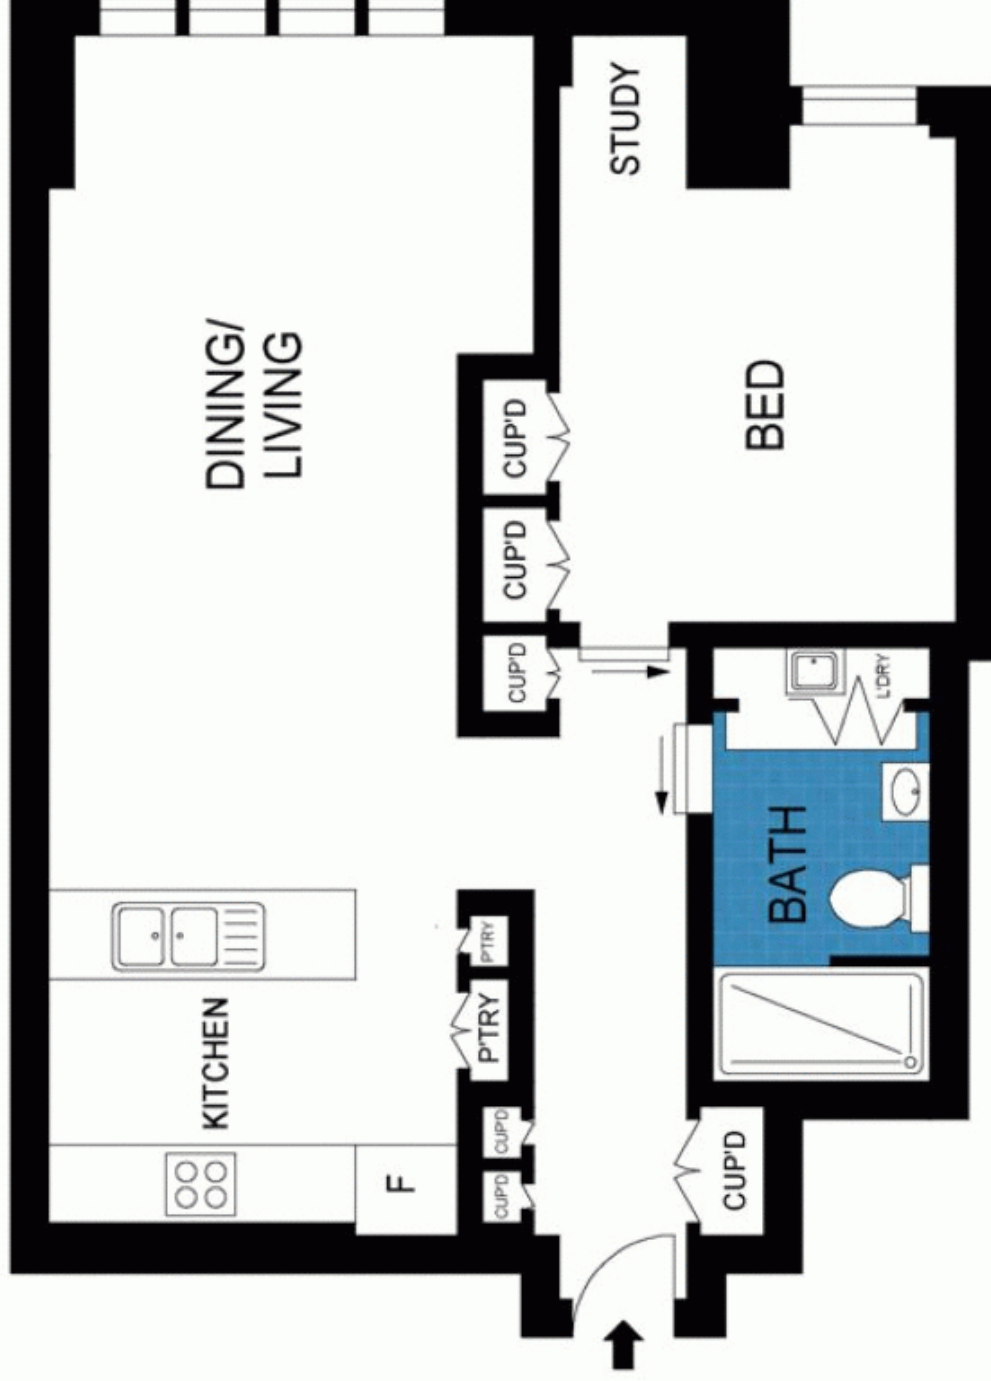 STUDY
DINING/
LIVING
BED
CUP'D
CUP'D
CUP'D
L'DRY
BATH
P'TRY
P'TRY
KITCHEN
CUP'D
CUP'D
CUP'D
F